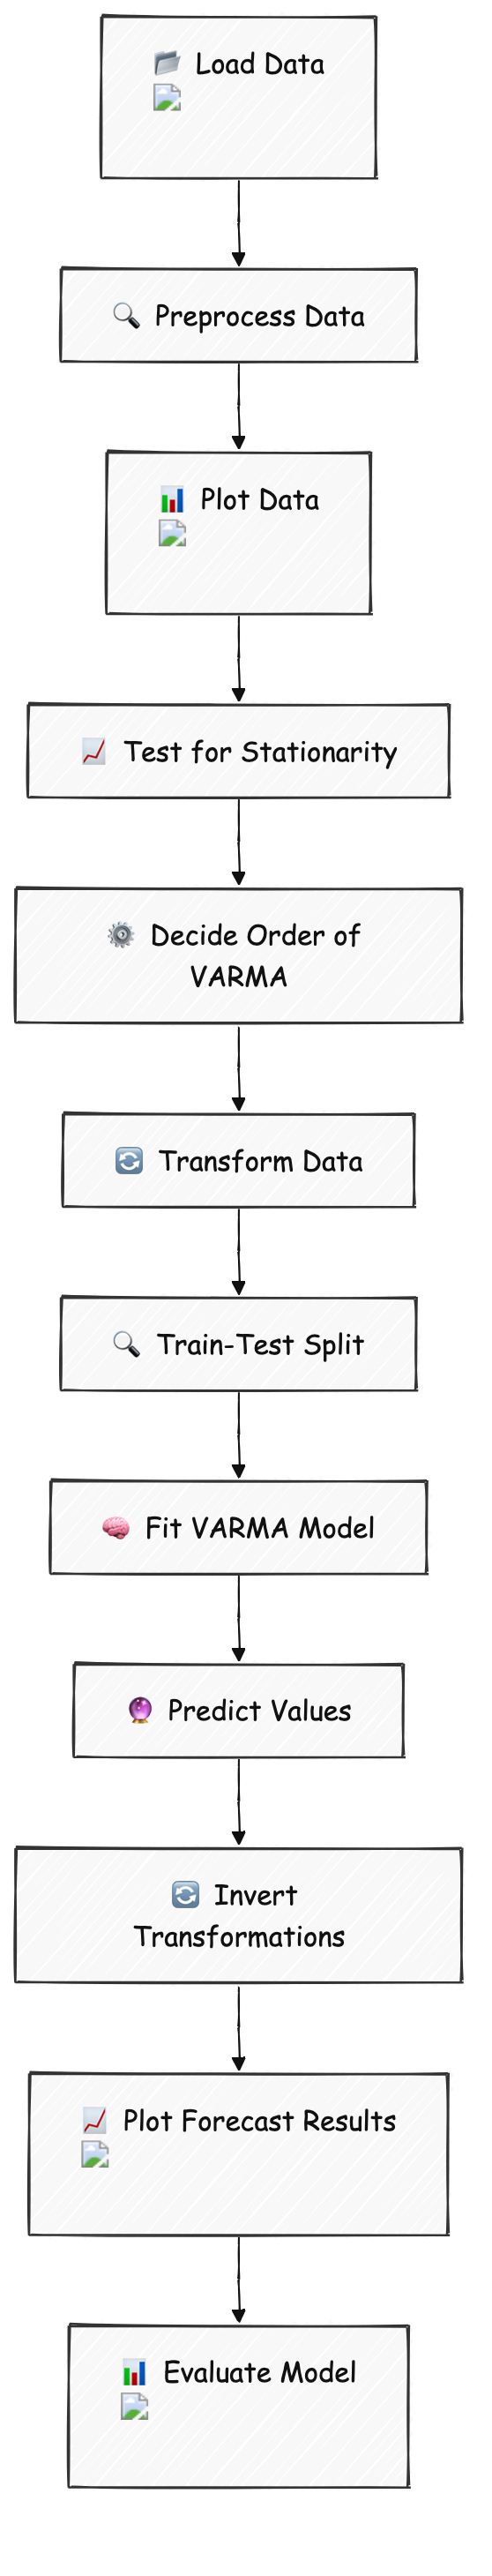 Load Data
Preprocess Data
Plot Data
Test for Stationarity
Decide Order of
VARMA
Transform Data
Train-Test Split
Fit VARMA Model
Predict Values
Invert
Transformations
Plot Forecast Results
Evaluate Model